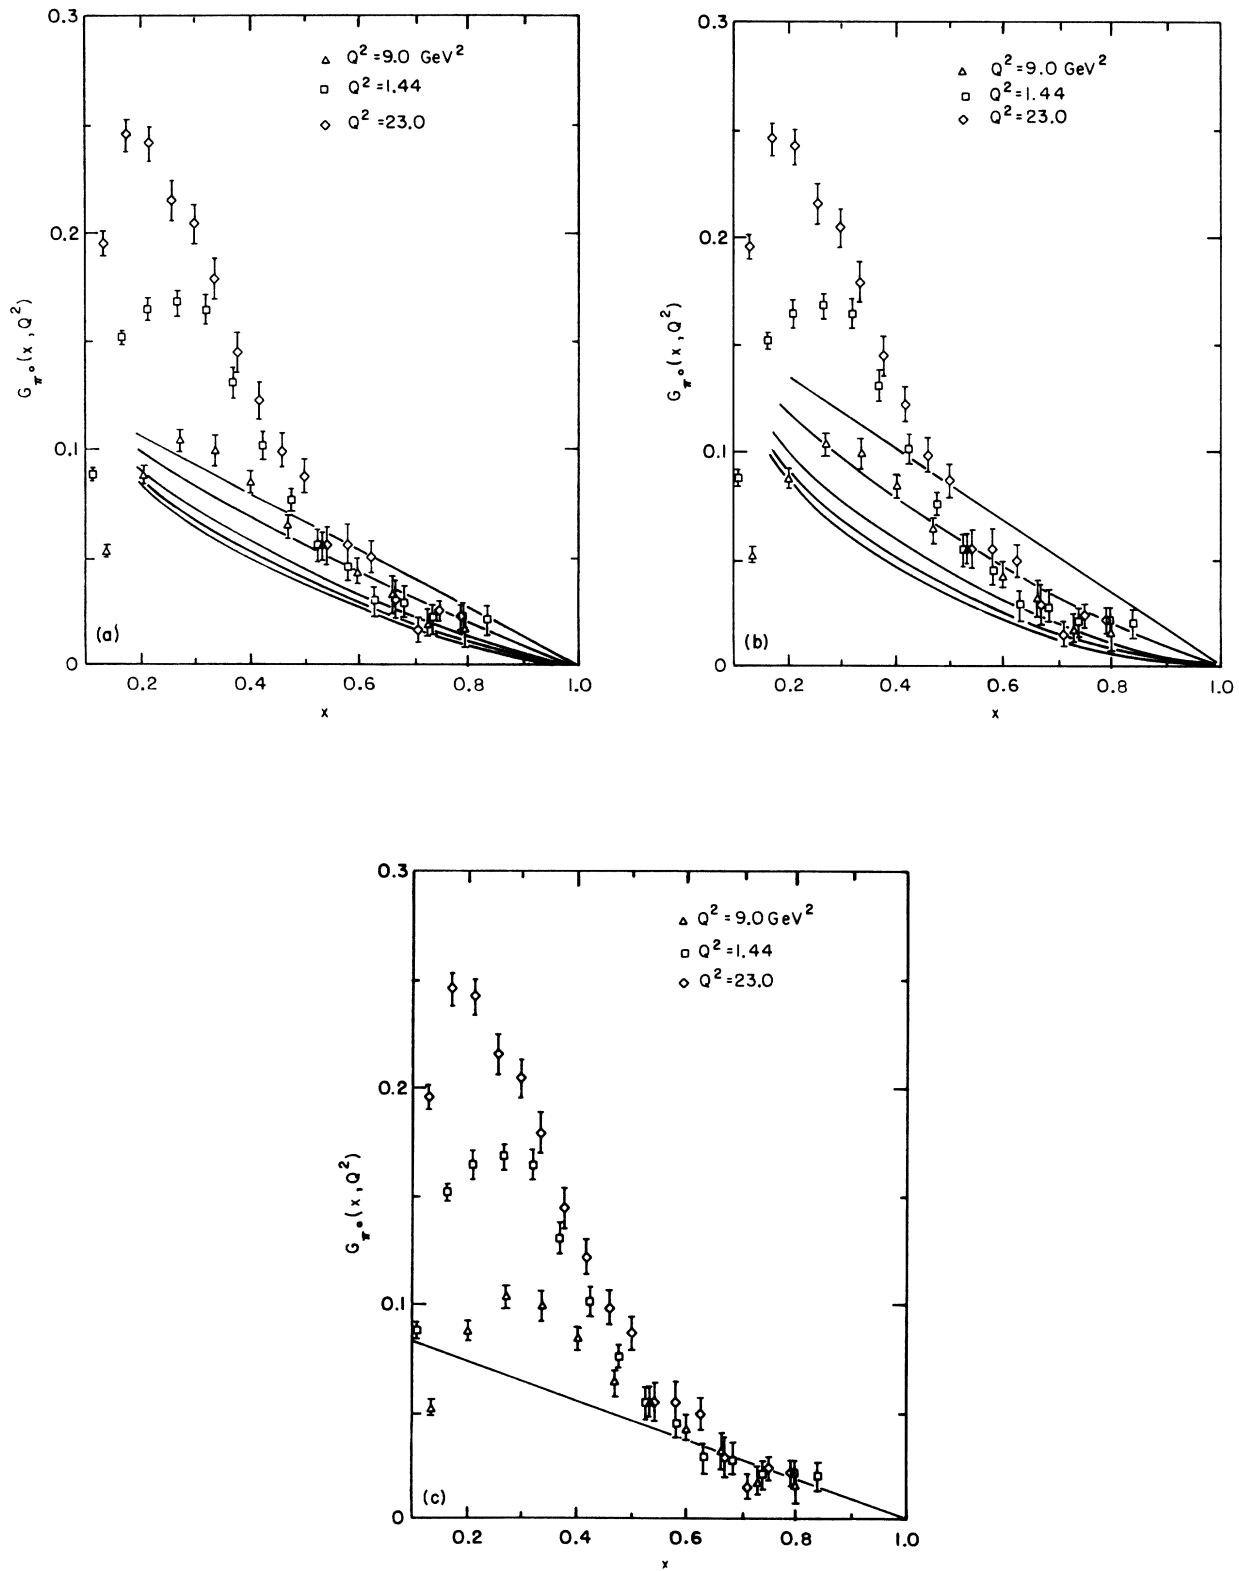 0.3
Q² = 9.0 GeV²
Q² = 1.44
Q² = 23.0
0.2
G_π°(x, Q²)
0.1
(a)
0
0.2 0.4 0.6 0.8 1.0
x
0.3
Q² = 9.0 GeV²
Q² = 1.44
Q² = 23.0
0.2
G_π°(x, Q²)
0.1
(b)
0
0.2 0.4 0.6 0.8 1.0
x
0.3
Q² = 9.0 GeV²
Q² = 1.44
Q² = 23.0
0.2
G_π°(x, Q²)
0.1
(c)
0
0.2 0.4 0.6 0.8 1.0
x